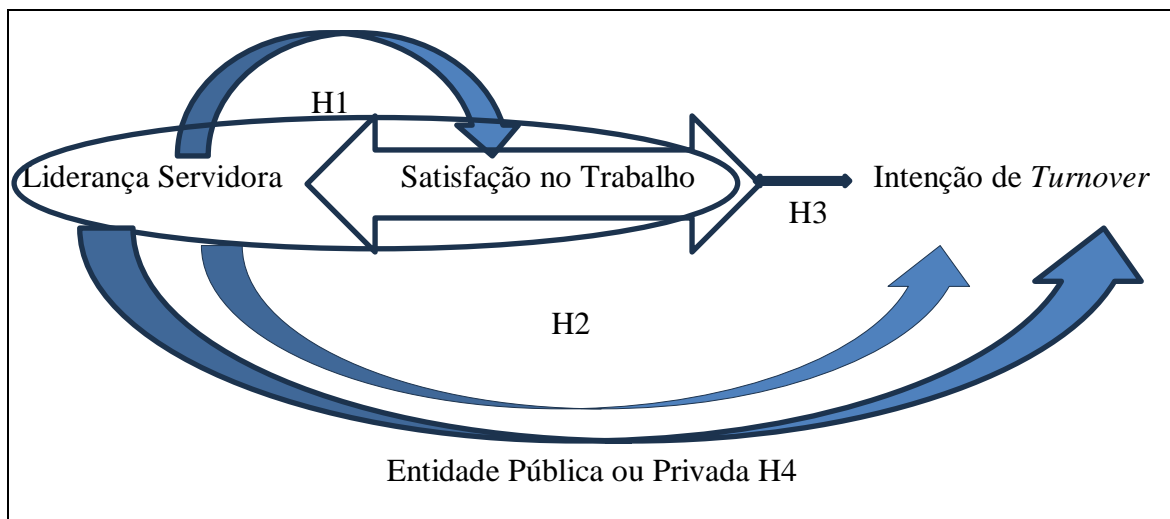 H1
Liderança Servidora
Satisfação no Trabalho
Intenção de Turnover
H3
H2
Entidade Pública ou Privada H4